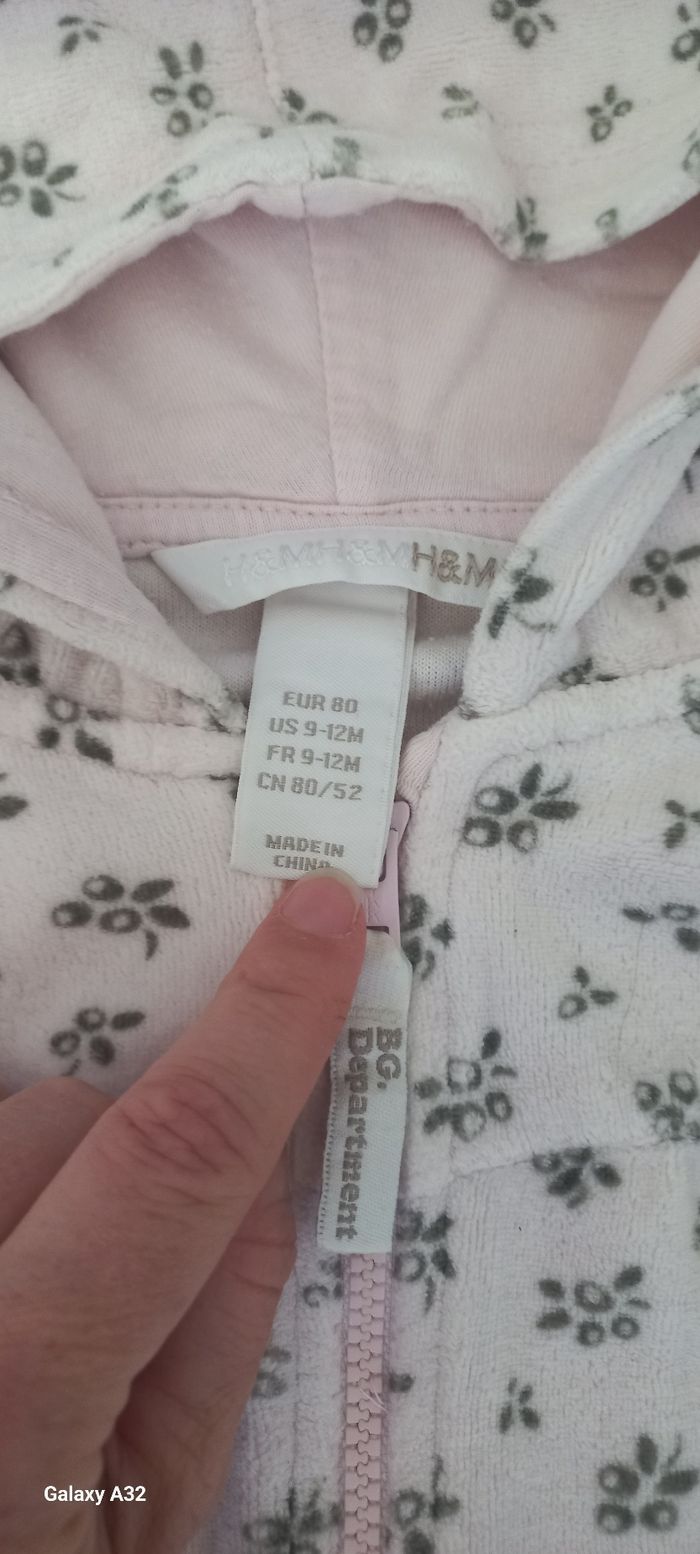 H&MH&MH&M
EUR 80
US 9-12M
FR 9-12M
CN 80/52
MADE IN
CHINA
BG.
Department
Galaxy A32